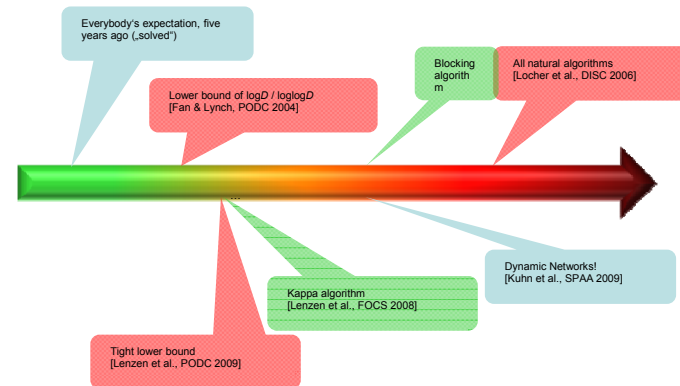 Everybody‘s expectation, five
years ago („solved“)
Lower bound of logD / loglogD
[Fan & Lynch, PODC 2004]
Blocking
algorith
m
All natural algorithms
[Locher et al., DISC 2006]
...
Kappa algorithm
[Lenzen et al., FOCS 2008]
Dynamic Networks!
[Kuhn et al., SPAA 2009]
Tight lower bound
[Lenzen et al., PODC 2009]